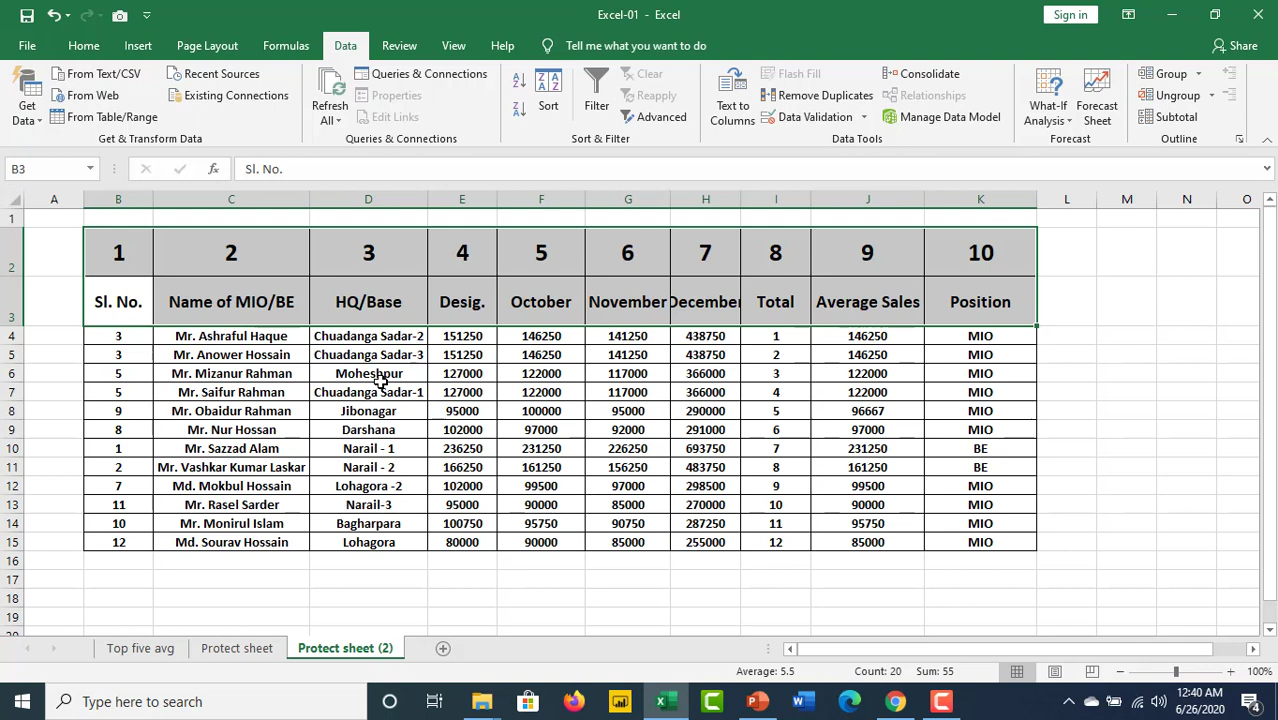 Excel-01 - Excel
Sign in
File Home Insert Page Layout Formulas Data Review View Help Tell me what you want to do Share
Get Data
From Text/CSV
From Web
From Table/Range
Recent Sources
Existing Connections
Get & Transform Data
Refresh All
Queries & Connections
Properties
Edit Links
Queries & Connections
Sort
Filter
Clear
Reapply
Advanced
Sort & Filter
Text to Columns
Flash Fill
Remove Duplicates
Data Validation
Consolidate
Relationships
Manage Data Model
Data Tools
What-If Analysis
Forecast Sheet
Forecast
Group
Ungroup
Subtotal
Outline
B3 fx Sl. No.
A B C D E F G H I J K L M N O
1
2 1 2 3 4 5 6 7 8 9 10
3 Sl. No. Name of MIO/BE HQ/Base Desig. October November December Total Average Sales Position
4 3 Mr. Ashraful Haque Chuadanga Sadar-2 151250 146250 141250 438750 1 146250 MIO
5 3 Mr. Anower Hossain Chuadanga Sadar-3 151250 146250 141250 438750 2 146250 MIO
6 5 Mr. Mizanur Rahman Moheshpur 127000 122000 117000 366000 3 122000 MIO
7 5 Mr. Saifur Rahman Chuadanga Sadar-1 127000 122000 117000 366000 4 122000 MIO
8 9 Mr. Obaidur Rahman Jibonagar 95000 100000 95000 290000 5 96667 MIO
9 8 Mr. Nur Hossan Darshana 102000 97000 92000 291000 6 97000 MIO
10 1 Mr. Sazzad Alam Narail - 1 236250 231250 226250 693750 7 231250 BE
11 2 Mr. Vashkar Kumar Laskar Narail - 2 166250 161250 156250 483750 8 161250 BE
12 7 Md. Mokbul Hossain Lohagora -2 102000 99500 97000 298500 9 99500 MIO
13 11 Mr. Rasel Sarder Narail-3 95000 90000 85000 270000 10 90000 MIO
14 10 Mr. Monirul Islam Bagharpara 100750 95750 90750 287250 11 95750 MIO
15 12 Md. Sourav Hossain Lohagora 80000 90000 85000 255000 12 85000 MIO
16
17
18
19
Top five avg Protect sheet Protect sheet (2)
Average: 5.5 Count: 20 Sum: 55 100%
Type here to search
12:40 AM
6/26/2020
4